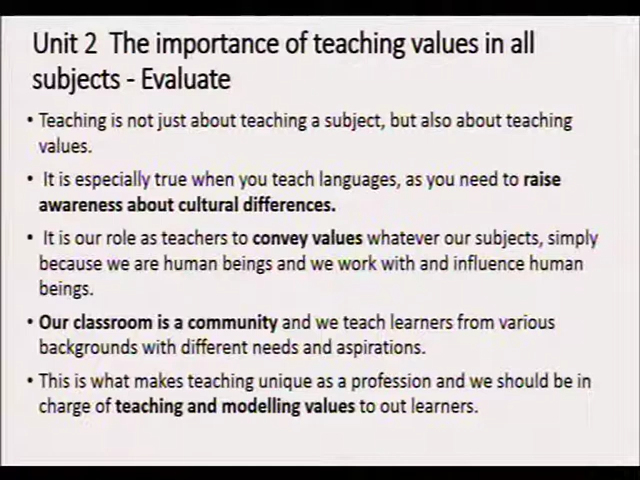 Unit 2  The importance of teaching values in all
subjects - Evaluate
• Teaching is not just about teaching a subject, but also about teaching
values.
• It is especially true when you teach languages, as you need to raise
awareness about cultural differences.
• It is our role as teachers to convey values whatever our subjects, simply
because we are human beings and we work with and influence human
beings.
• Our classroom is a community and we teach learners from various
backgrounds with different needs and aspirations.
• This is what makes teaching unique as a profession and we should be in
charge of teaching and modelling values to out learners.